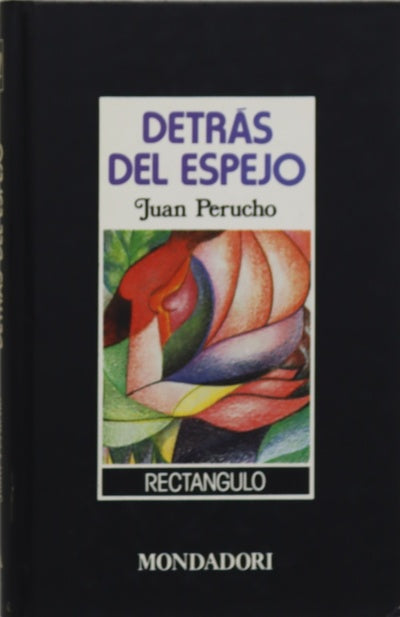 DETRÁS
DEL ESPEJO
Juan Perucho
RECTANGULO
MONDADORI